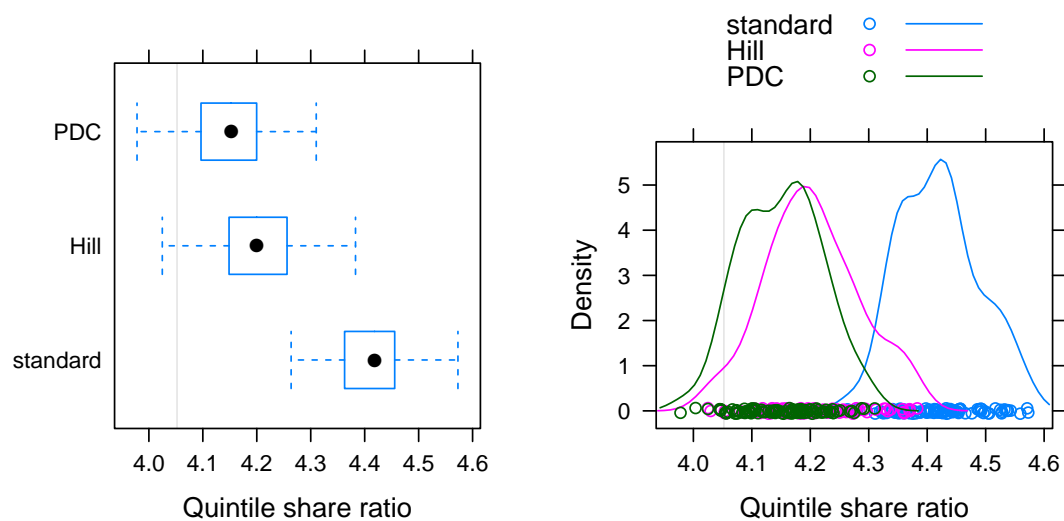 PDC
Hill
standard
4.0 4.1 4.2 4.3 4.4 4.5 4.6
Quintile share ratio
standard
Hill
PDC
Density
5
4
3
2
1
0
4.0 4.1 4.2 4.3 4.4 4.5 4.6
Quintile share ratio